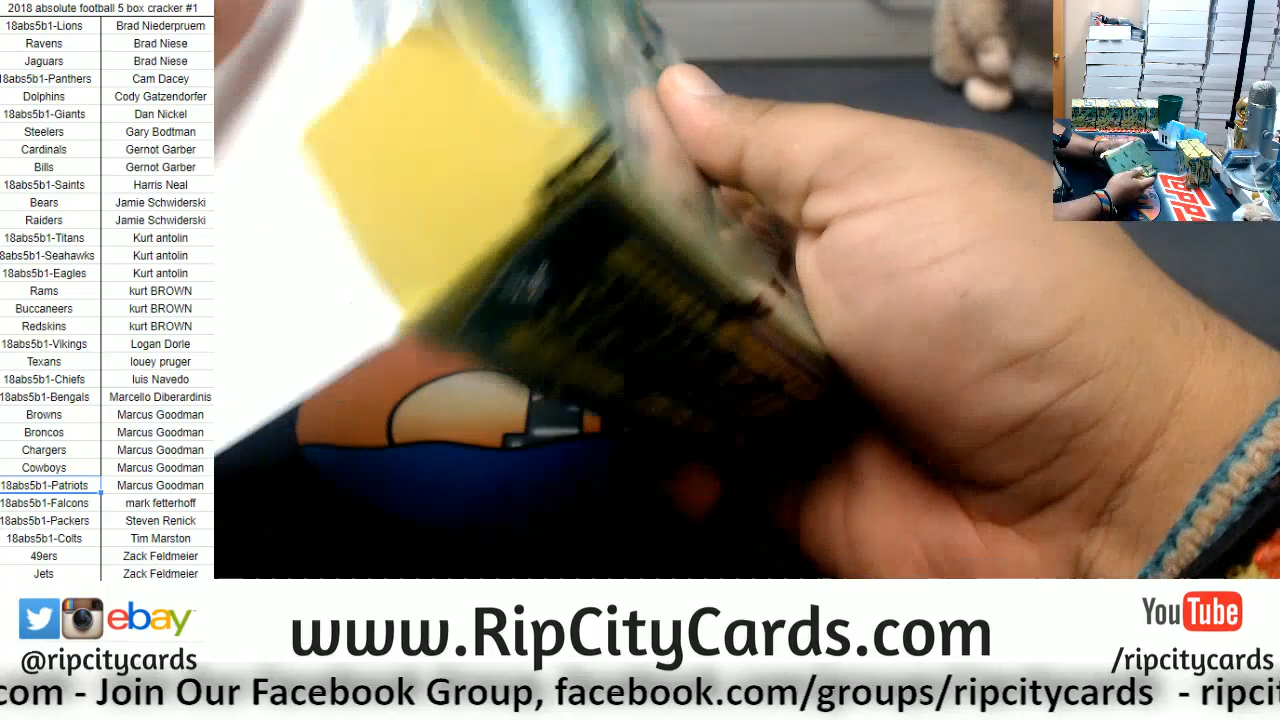 2018 absolute football 5 box cracker #1
18abs5b1-Lions Brad Niederpruem
Ravens Brad Niese
Jaguars Brad Niese
18abs5b1-Panthers Cam Dacey
Dolphins Cody Gatzendorfer
18abs5b1-Giants Dan Nickel
Steelers Gary Bodtman
Cardinals Gernot Garber
Bills Gernot Garber
18abs5b1-Saints Harris Neal
Bears Jamie Schwiderski
Raiders Jamie Schwiderski
18abs5b1-Titans Kurt antolin
8abs5b1-Seahawks Kurt antolin
18abs5b1-Eagles Kurt antolin
Rams kurt BROWN
Buccaneers kurt BROWN
Redskins kurt BROWN
18abs5b1-Vikings Logan Dorle
Texans louey pruger
18abs5b1-Chiefs luis Navedo
18abs5b1-Bengals Marcello Diberardinis
Browns Marcus Goodman
Broncos Marcus Goodman
Chargers Marcus Goodman
Cowboys Marcus Goodman
18abs5b1-Patriots Marcus Goodman
18abs5b1-Falcons mark fetterhoff
18abs5b1-Packers Steven Renick
18abs5b1-Colts Tim Marston
49ers Zack Feldmeier
Jets Zack Feldmeier
ebay
@ripcitycards
www.RipCityCards.com
YouTube
/ripcitycards
.com - Join Our Facebook Group, facebook.com/groups/ripcitycards - ripcit